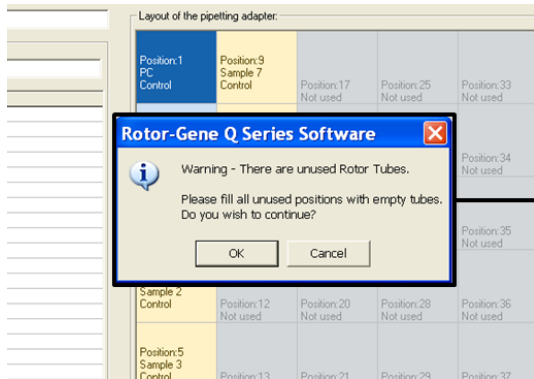 Layout of the pipetting adapter:
Position:1
PC
Control
Position:9
Sample 7
Control
Position:17
Not used
Position:25
Not used
Position:33
Not used
Rotor-Gene Q Series Software
Warning - There are unused Rotor Tubes.
Please fill all unused positions with empty tubes.
Do you wish to continue?
OK
Cancel
Position:34
Not used
Position:35
Not used
Sample 2
Control
Position:12
Not used
Position:20
Not used
Position:28
Not used
Position:36
Not used
Position:5
Sample 3
Control
Position:13
Position:21
Position:29
Position:37